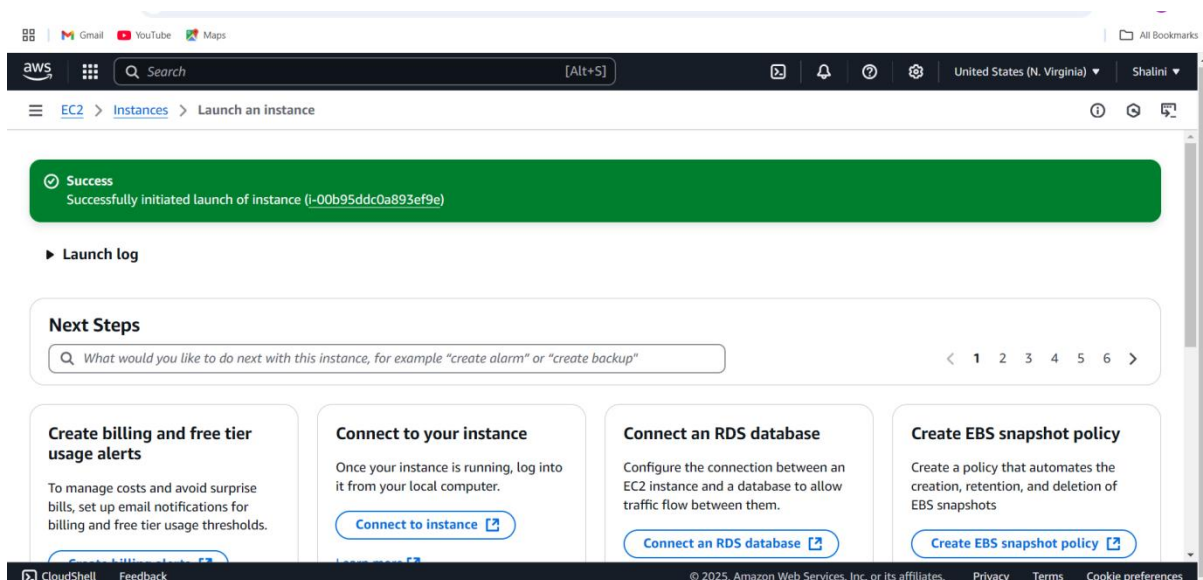 Gmail YouTube Maps All Bookmarks
aws Search [Alt+S] United States (N. Virginia) Shalini
EC2 > Instances > Launch an instance
Success
Successfully initiated launch of instance (i-00b95ddc0a893ef9e)
Launch log
Next Steps
What would you like to do next with this instance, for example "create alarm" or "create backup"
< 1 2 3 4 5 6 >
Create billing and free tier
usage alerts
To manage costs and avoid surprise
bills, set up email notifications for
billing and free tier usage thresholds.
Create billing alerts
Connect to your instance
Once your instance is running, log into
it from your local computer.
Connect to instance
Learn more
Connect an RDS database
Configure the connection between an
EC2 instance and a database to allow
traffic flow between them.
Connect an RDS database
Create EBS snapshot policy
Create a policy that automates the
creation, retention, and deletion of
EBS snapshots
Create EBS snapshot policy
CloudShell Feedback © 2025, Amazon Web Services, Inc. or its affiliates. Privacy Terms Cookie preferences